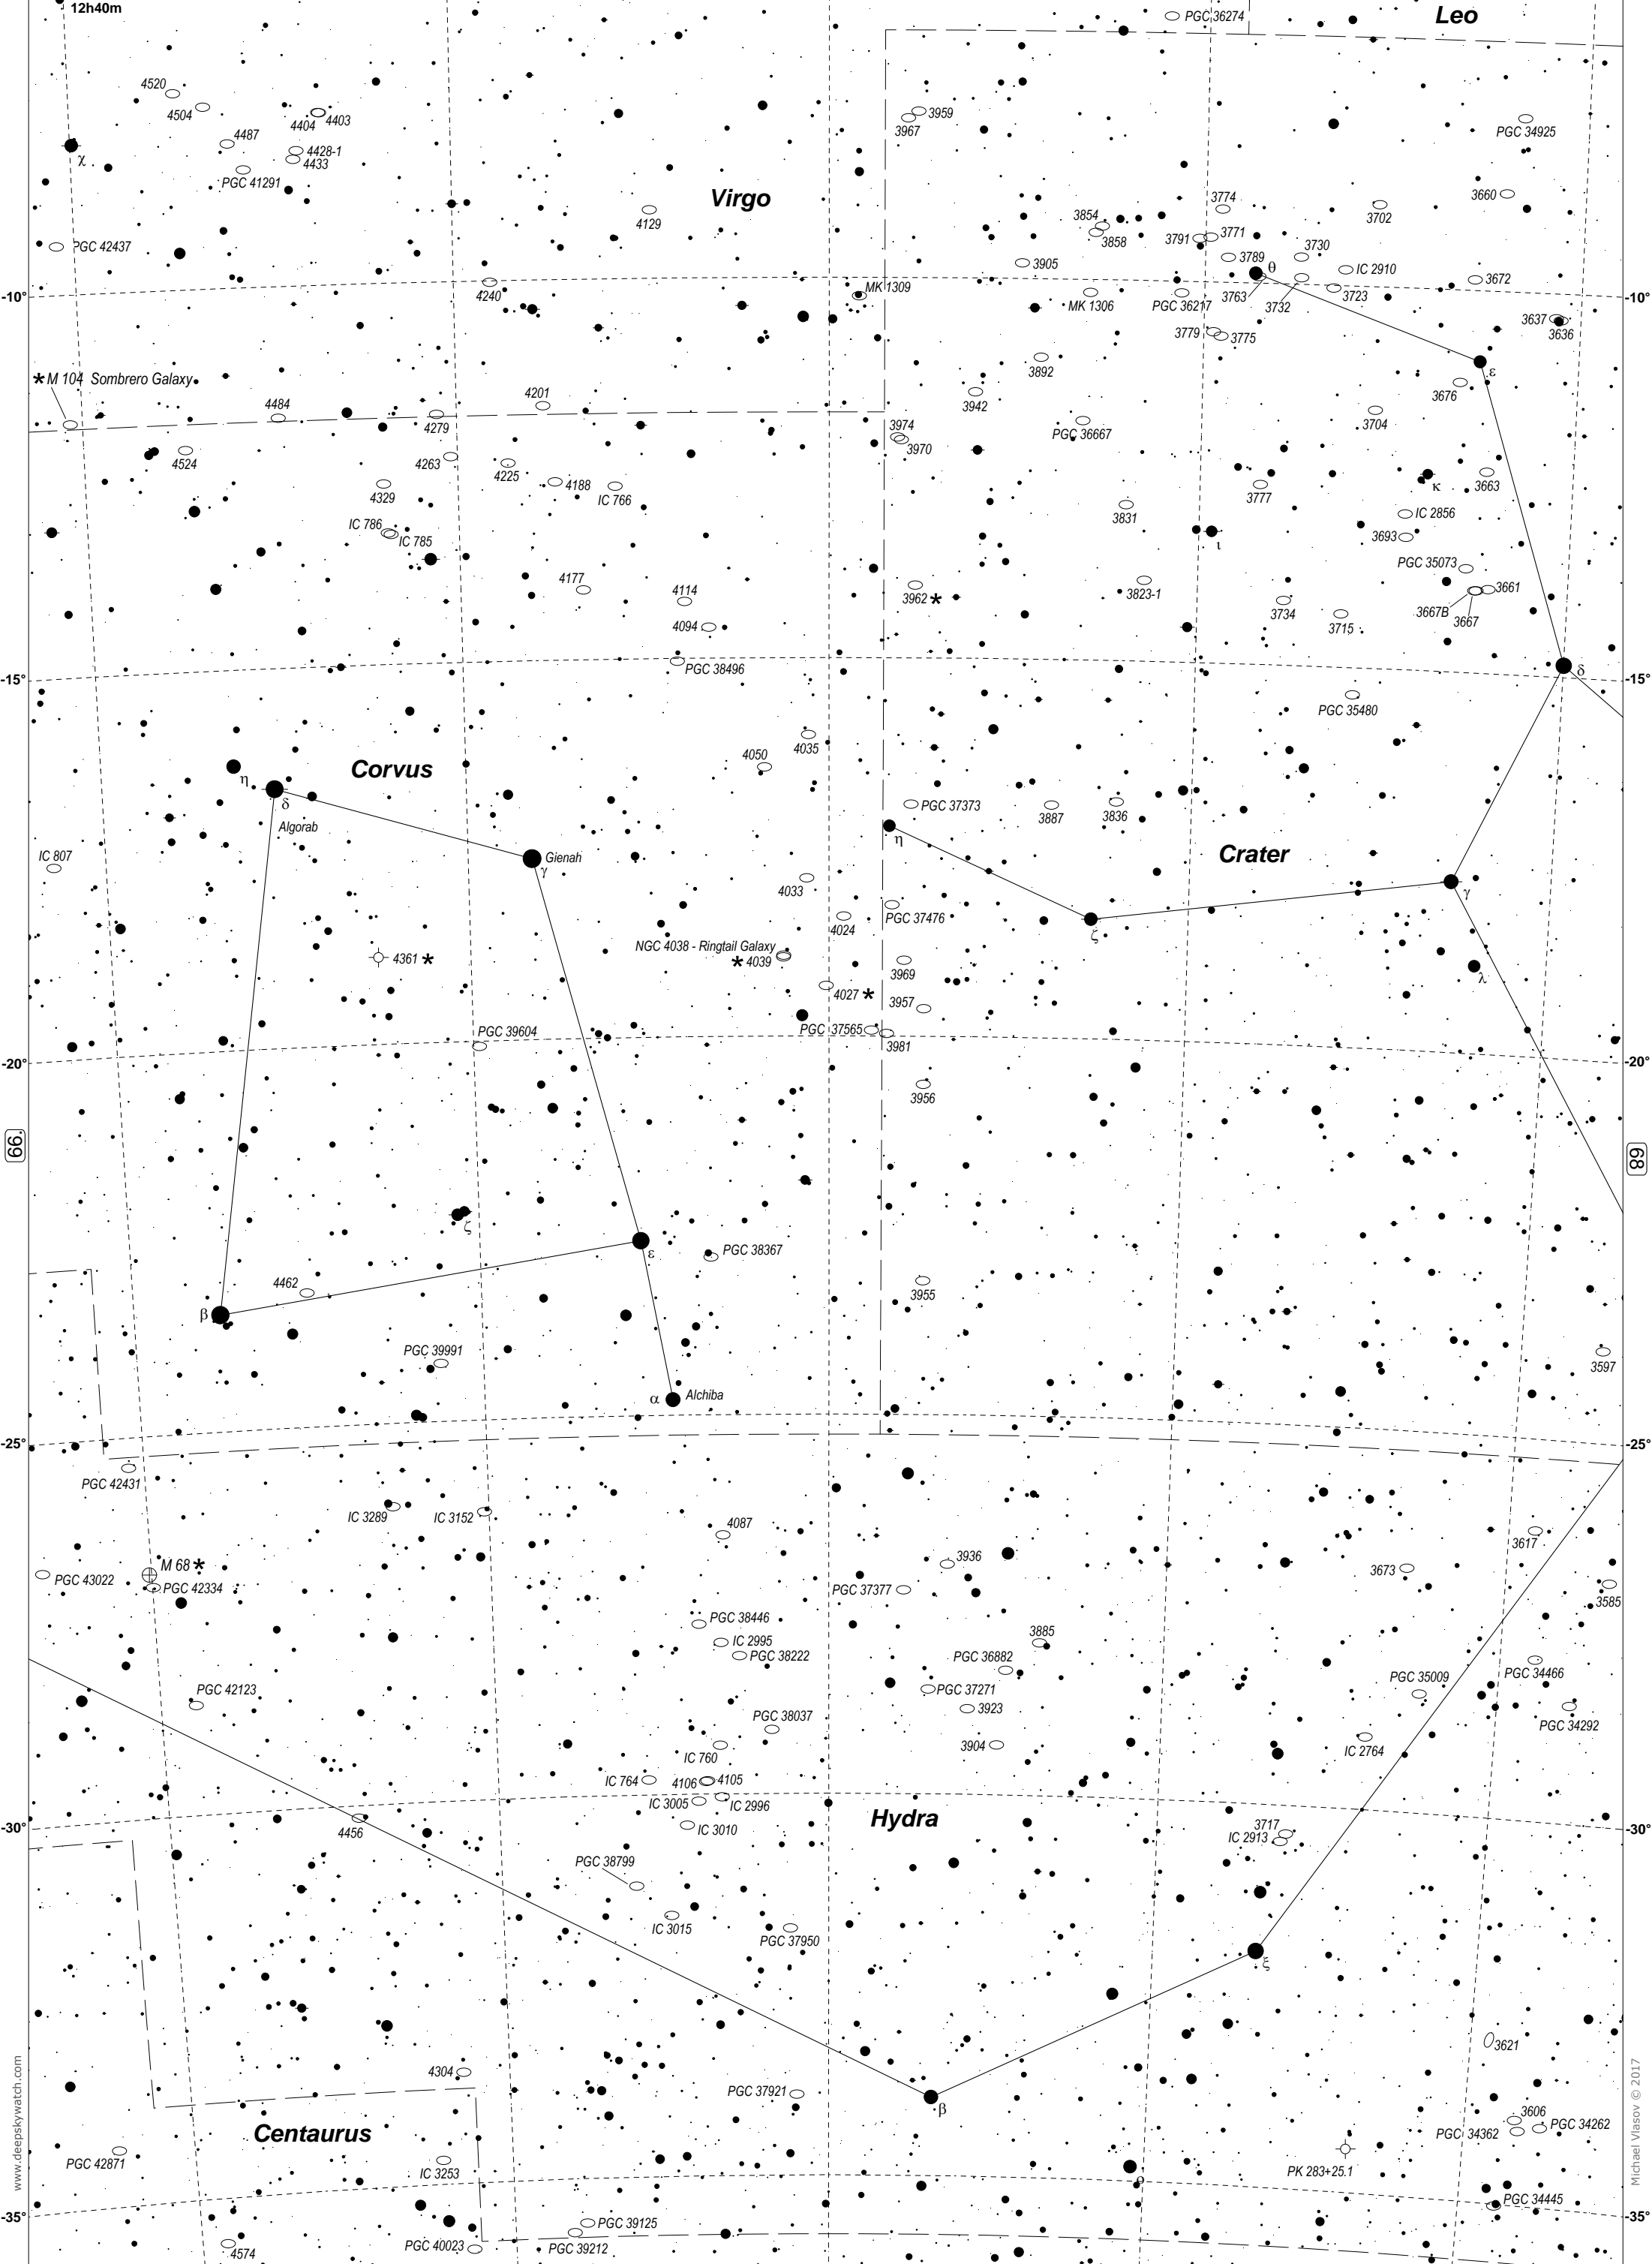 12h40m
PGC 36274
Leo
4520
4504
4404
4403
4487
4428-1
4433
PGC 41291
χ
3959
3967
PGC 34925
Virgo
4129
3854
3858
3774
3791
3771
3702
3660
3730
PGC 42437
3905
3789
θ
IC 2910
3672
-10°
4240
MK 1309
MK 1306
PGC 36217
3763
3732
3723
-10°
3637
3636
3779
3775
3892
ε
3676
*M 104 Sombrero Galaxy
4484
4279
4201
3942
PGC 36667
3704
3974
3970
4524
4263
4225
4188
IC 766
4329
3777
κ
3663
3831
IC 2856
IC 786
IC 785
ι
3693
PGC 35073
4177
4114
3962*
3823-1
3734
3715
3667B
3667
3661
4094
PGC 38496
-15°
δ
-15°
PGC 35480
4035
4050
Corvus
η
δ
Algorab
PGC 37373
3887
3836
η
Crater
IC 807
Gienah
γ
4033
γ
PGC 37476
4024
ζ
NGC 4038 - Ringtail Galaxy
*4039
4361*
3969
λ
4027*
3957
PGC 39604
PGC 37565
3981
-20°
-20°
3956
99
88
ζ
ε
PGC 38367
4462
3955
β
PGC 39991
3597
α
Alchiba
-25°
-25°
PGC 42431
IC 3289
IC 3152
4087
3617
M 68*
3936
3673
PGC 43022
PGC 42334
PGC 37377
3585
PGC 38446
IC 2995
PGC 38222
3885
PGC 36882
PGC 34466
PGC 42123
PGC 37271
PGC 35009
3923
PGC 38037
PGC 34292
IC 760
3904
IC 2764
IC 764
4106
4105
IC 3005
IC 2996
IC 3010
Hydra
-30°
4456
3717
IC 2913
-30°
PGC 38799
IC 3015
PGC 37950
ξ
3621
4304
PGC 37921
β
3606
PGC 34362
PGC 34262
Centaurus
PGC 42871
IC 3253
ο
PK 283+25.1
PGC 34445
-35°
-35°
PGC 39125
PGC 39212
PGC 40023
4574
www.deepskywatch.com
Michael Vlasov © 2017